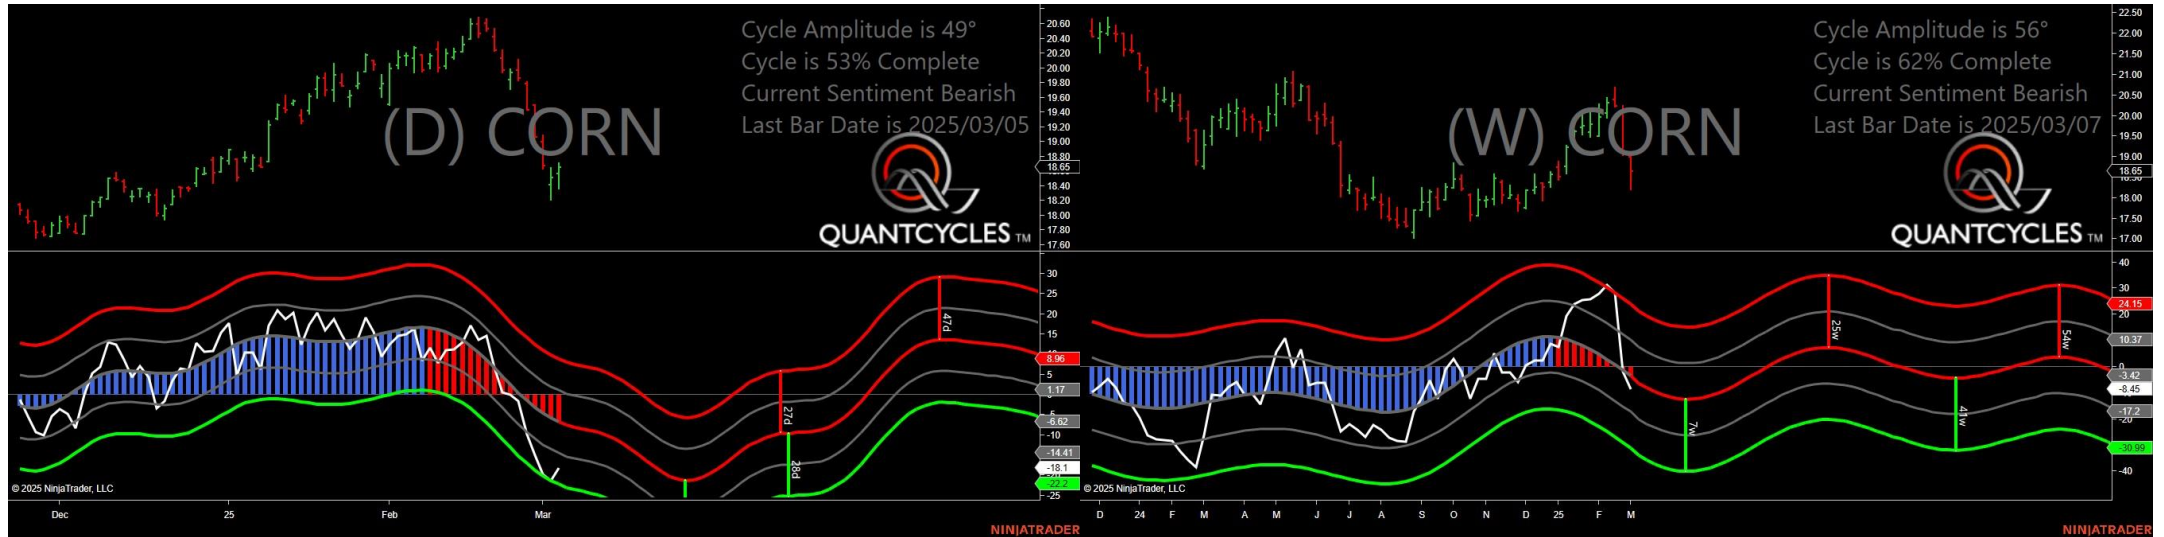 Cycle Amplitude is 49°
Cycle is 53% Complete
Current Sentiment Bearish
Last Bar Date is 2025/03/05
(D) CORN
QUANTCYCLES TM
20.60
20.40
20.20
20.00
19.80
19.60
19.40
19.20
19.00
18.80
18.65
18.40
18.20
18.00
17.80
17.60
30
25
20
15
8.96
5
1.17
-5
-6.62
-10
-14.41
-18.1
-22.2
-25
47d
27d
28d
© 2025 NinjaTrader, LLC
Dec 25 Feb Mar
NINJATRADER
Cycle Amplitude is 56°
Cycle is 62% Complete
Current Sentiment Bearish
Last Bar Date is 2025/03/07
(W) CORN
QUANTCYCLES TM
22.50
22.00
21.50
21.00
20.50
20.00
19.50
19.00
18.65
18.00
17.50
17.00
40
30
24.15
20
10.37
0
-3.42
-8.45
-17.2
-20
-30.99
-40
25w
54w
7w
41w
© 2025 NinjaTrader, LLC
D 24 F M A M J J A S O N D 25 F M
NINJATRADER